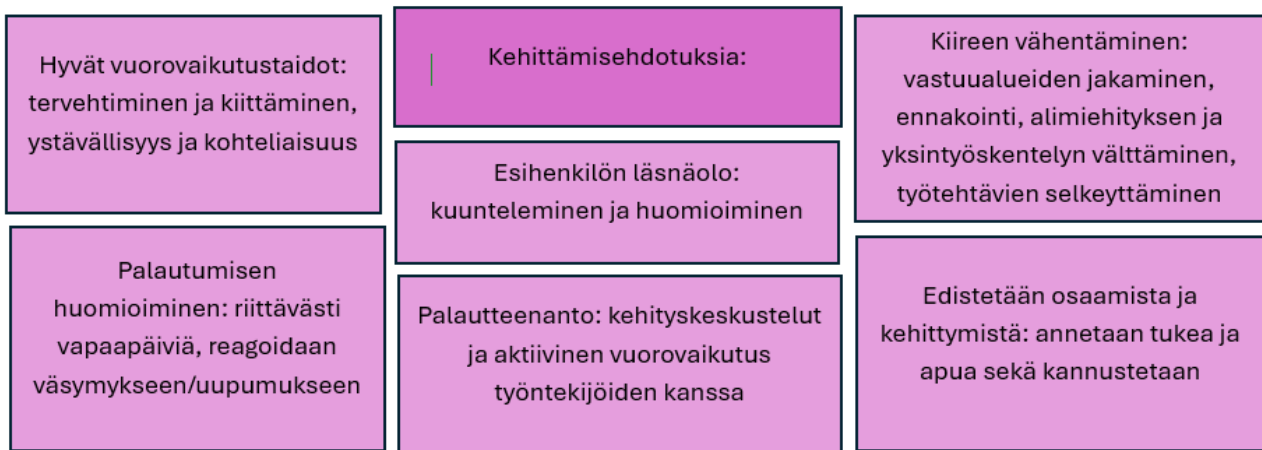 Hyvät vuorovaikutustaidot:
tervehtiminen ja kiittäminen,
ystävällisyys ja kohteliaisuus
Kehittämisehdotuksia:
Kiireen vähentäminen:
vastuualueiden jakaminen,
ennakointi, alimiehityksen ja
yksintyöskentelyn välttäminen,
työtehtävien selkeyttäminen
Esihenkilön läsnäolo:
kuunteleminen ja huomioiminen
Palautumisen
huomioiminen: riittävästi
vapaapäiviä, reagoidaan
väsymykseen/uupumukseen
Palautteenanto: kehityskeskustelut
ja aktiivinen vuorovaikutus
työntekijöiden kanssa
Edistetään osaamista ja
kehittymistä: annetaan tukea ja
apua sekä kannustetaan